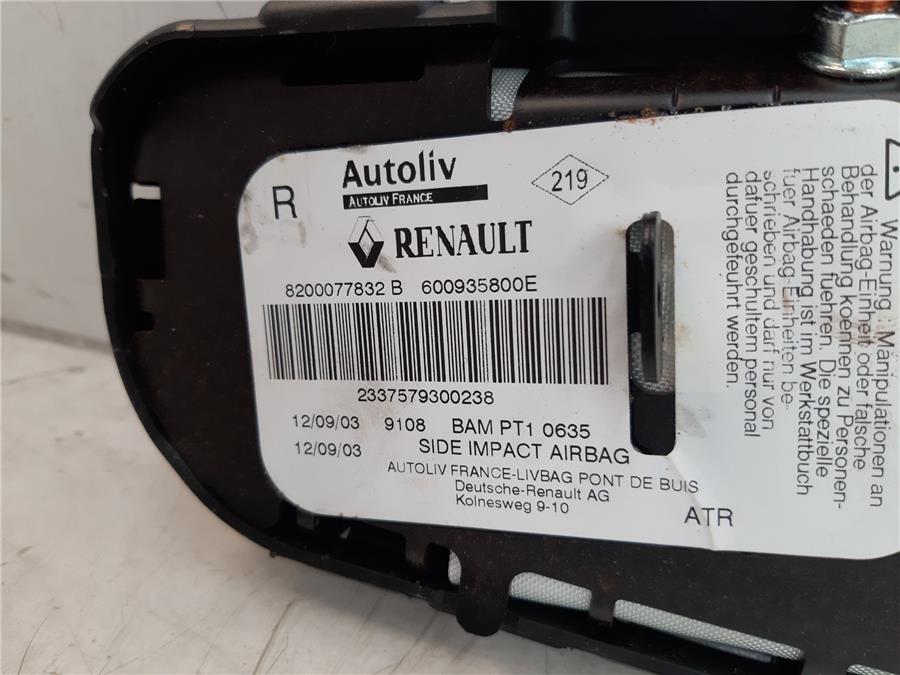 R
Autoliv
AUTOLIV FRANCE
219
RENAULT
8200077832 B 600935800E
2337579300238
12/09/03 9108 BAM PT1 0635
12/09/03 SIDE IMPACT AIRBAG
AUTOLIV FRANCE-LIVBAG PONT DE BUIS
Deutsche-Renault AG
Kolnesweg 9-10
ATR
Warnung : Manipulationen an
der Airbag-Einheit oder falsche
Behandlung koennen zu Personen-
schaeden fuehren. Die spezielle
Handhabung ist im Werkstattbuch
fuer Airbag-Einheiten be-
schrieben und darf nur von
dafuer geschultem personal
durchgefeuhrt werden.